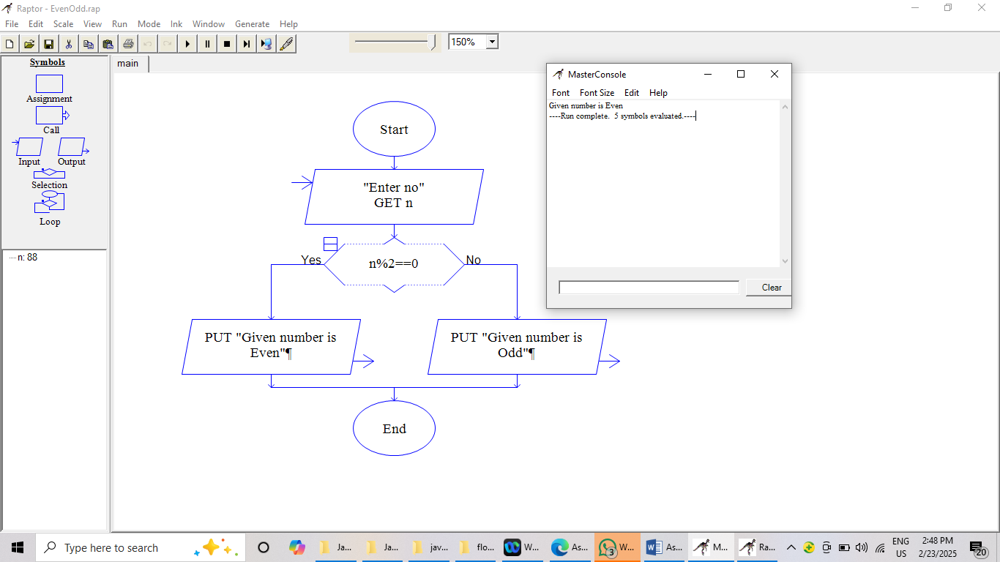 Raptor - EvenOdd.rap
File Edit Scale View Run Mode Ink Window Generate Help
150%
Symbols
Assignment
Call
Input Output
Selection
Loop
n: 88
main
Start
"Enter no"
GET n
Yes
n%2==0
No
PUT "Given number is
Even"¶
PUT "Given number is
Odd"¶
End
MasterConsole
Font Font Size Edit Help
Given number is Even
----Run complete.  5 symbols evaluated.----
Clear
Type here to search
Ja...
Ja...
jav...
flo...
W...
As...
3
W...
As...
M...
Ra...
ENG
US
2:48 PM
2/23/2025
20